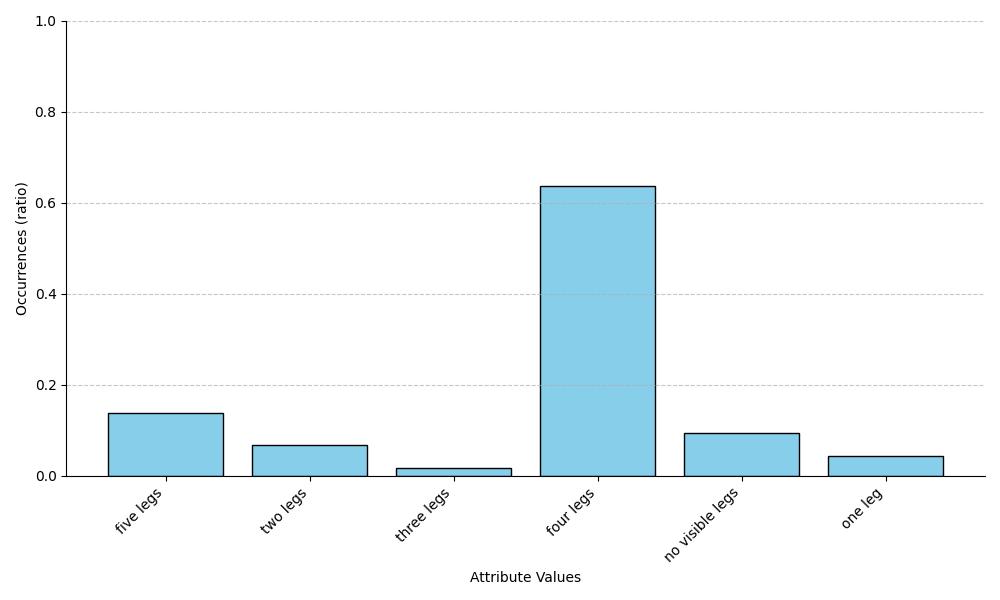 1.0
0.8
0.6
0.4
0.2
0.0
Occurrences (ratio)
five legs
two legs
three legs
four legs
no visible legs
one leg
Attribute Values